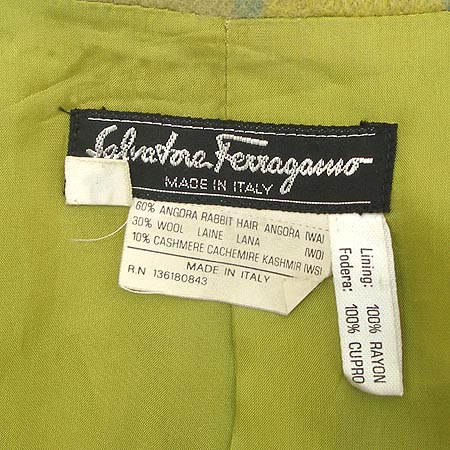 Salvatore Ferragamo
MADE IN ITALY
60% ANGORA RABBIT HAIR ANGORA (WA)
30% WOOL LAINE LANA (WO)
10% CASHMERE CACHEMIRE KASHMIR (WS)
MADE IN ITALY
RN 136180843
Lining: 100% RAYON
Fodera: 100% CUPRO